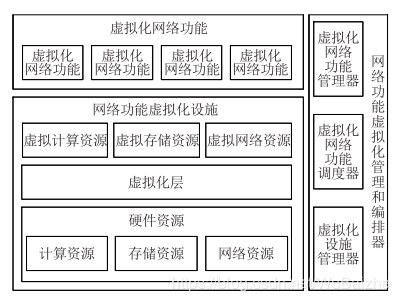 虚拟化网络功能
虚拟化
网络功能
虚拟化
网络功能
虚拟化
网络功能
虚拟化
网络功能
网络功能虚拟化设施
虚拟计算资源
虚拟存储资源
虚拟网络资源
虚拟化层
硬件资源
计算资源
存储资源
网络资源
虚拟化
网络
功能
管理器
虚拟化
网络
功能
调度器
虚拟化
设施
管理器
网络功能虚拟化管理和编排器